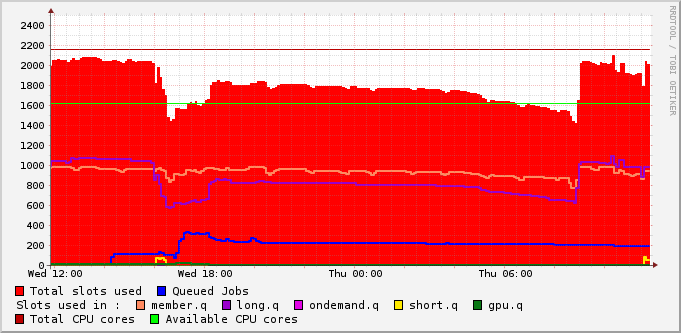 RRDTOOL / TOBI OETIKER
2400
2200
2000
1800
1600
1400
1200
1000
800
600
400
200
0
Wed 12:00 Wed 18:00 Thu 00:00 Thu 06:00
Total slots used Queued Jobs
Slots used in : member.q long.q ondemand.q short.q gpu.q
Total CPU cores Available CPU cores